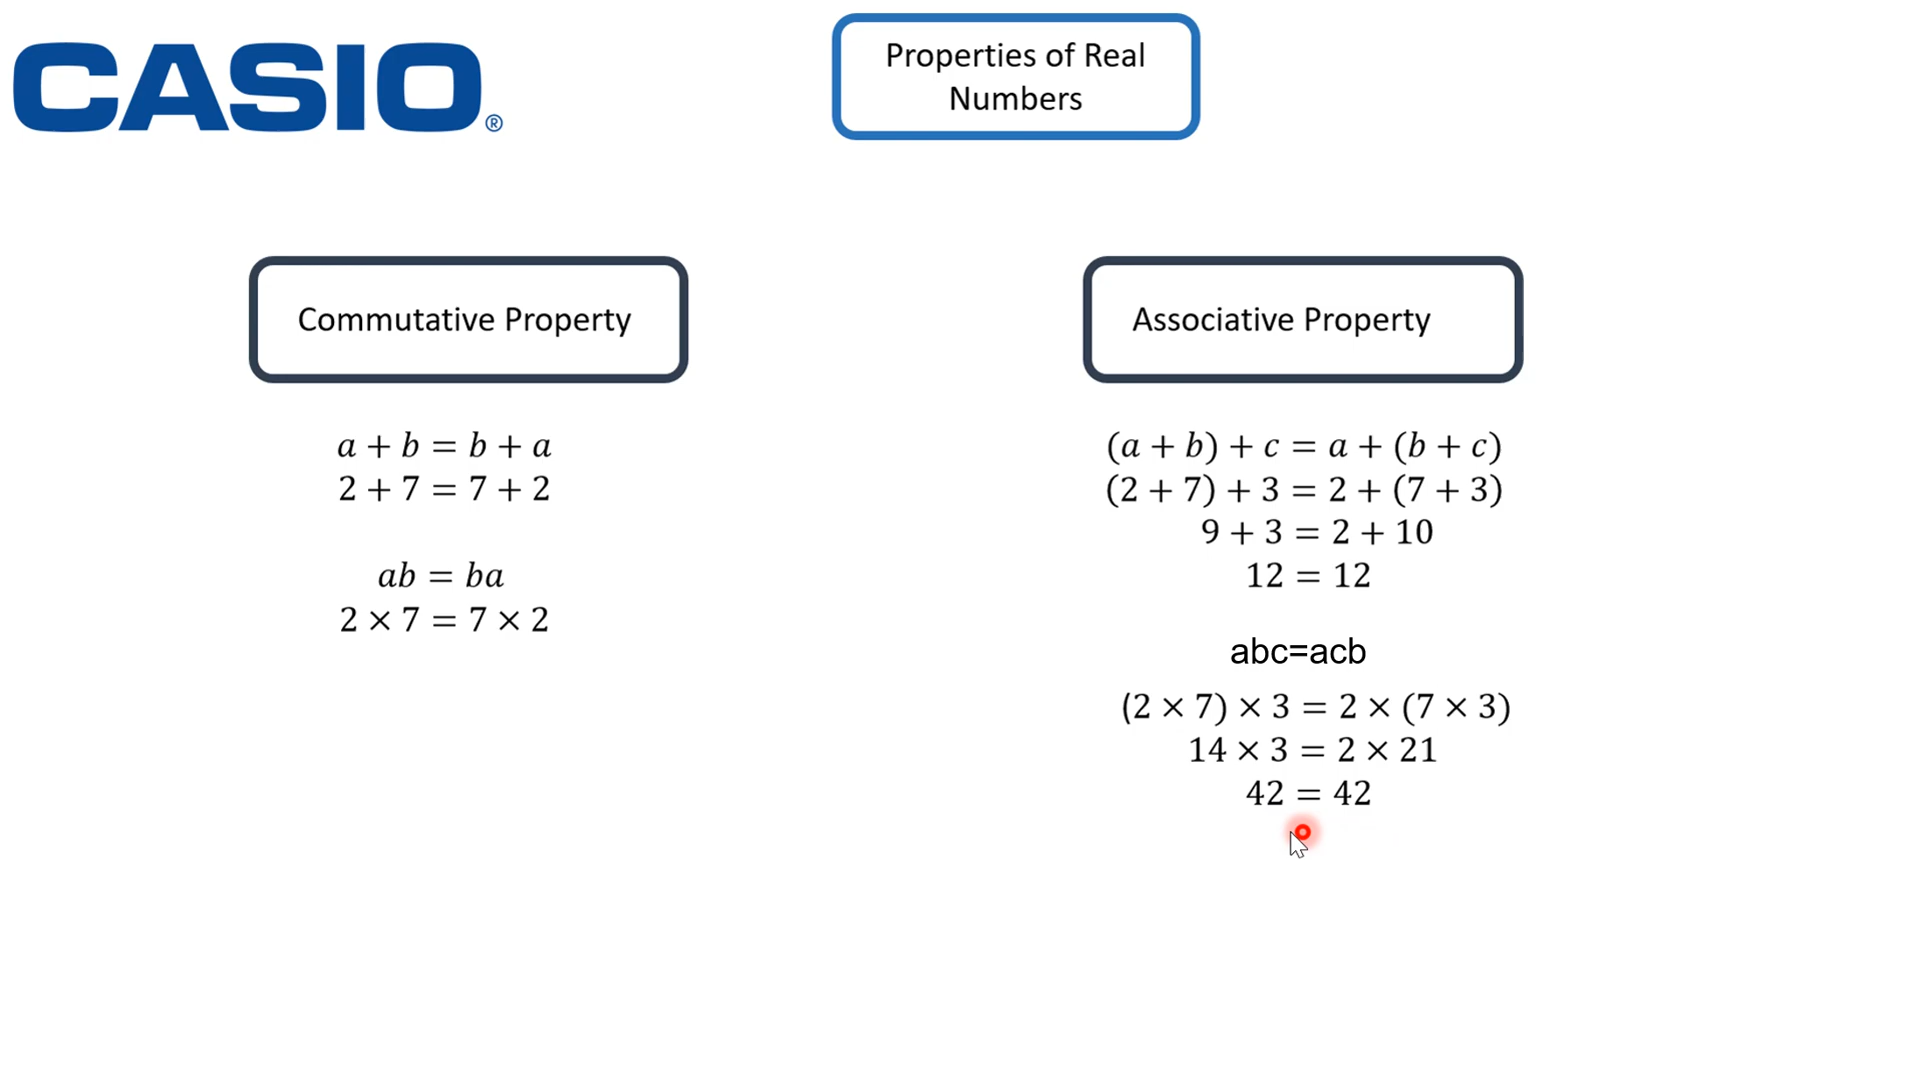 CASIO®
Properties of Real
Numbers
Commutative Property
a + b = b + a
2 + 7 = 7 + 2
ab = ba
2 × 7 = 7 × 2
Associative Property
(a + b) + c = a + (b + c)
(2 + 7) + 3 = 2 + (7 + 3)
9 + 3 = 2 + 10
12 = 12
abc=acb
(2 × 7) × 3 = 2 × (7 × 3)
14 × 3 = 2 × 21
42 = 42